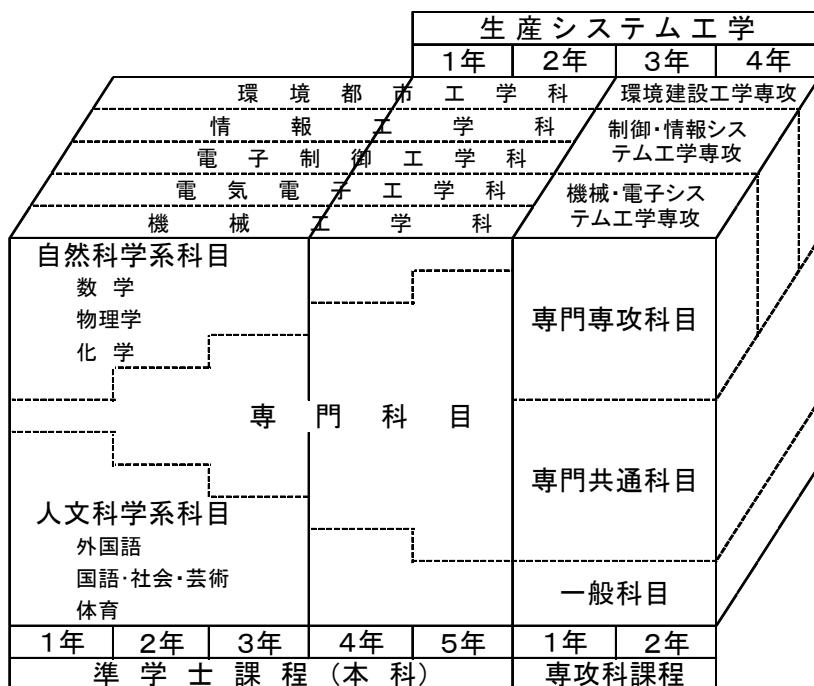 生産システム工学
1年 2年 3年 4年
環境都市工学科 環境建設工学専攻
情報工学科 制御・情報シス
テム工学専攻
電子制御工学科
電気電子工学科 機械・電子シス
テム工学専攻
機械工学科
自然科学系科目
数学
物理学
化学
専門科目
人文科学系科目
外国語
国語・社会・芸術
体育
専門専攻科目
専門共通科目
一般科目
1年 2年 3年 4年 5年 1年 2年
準学士課程(本科) 専攻科課程